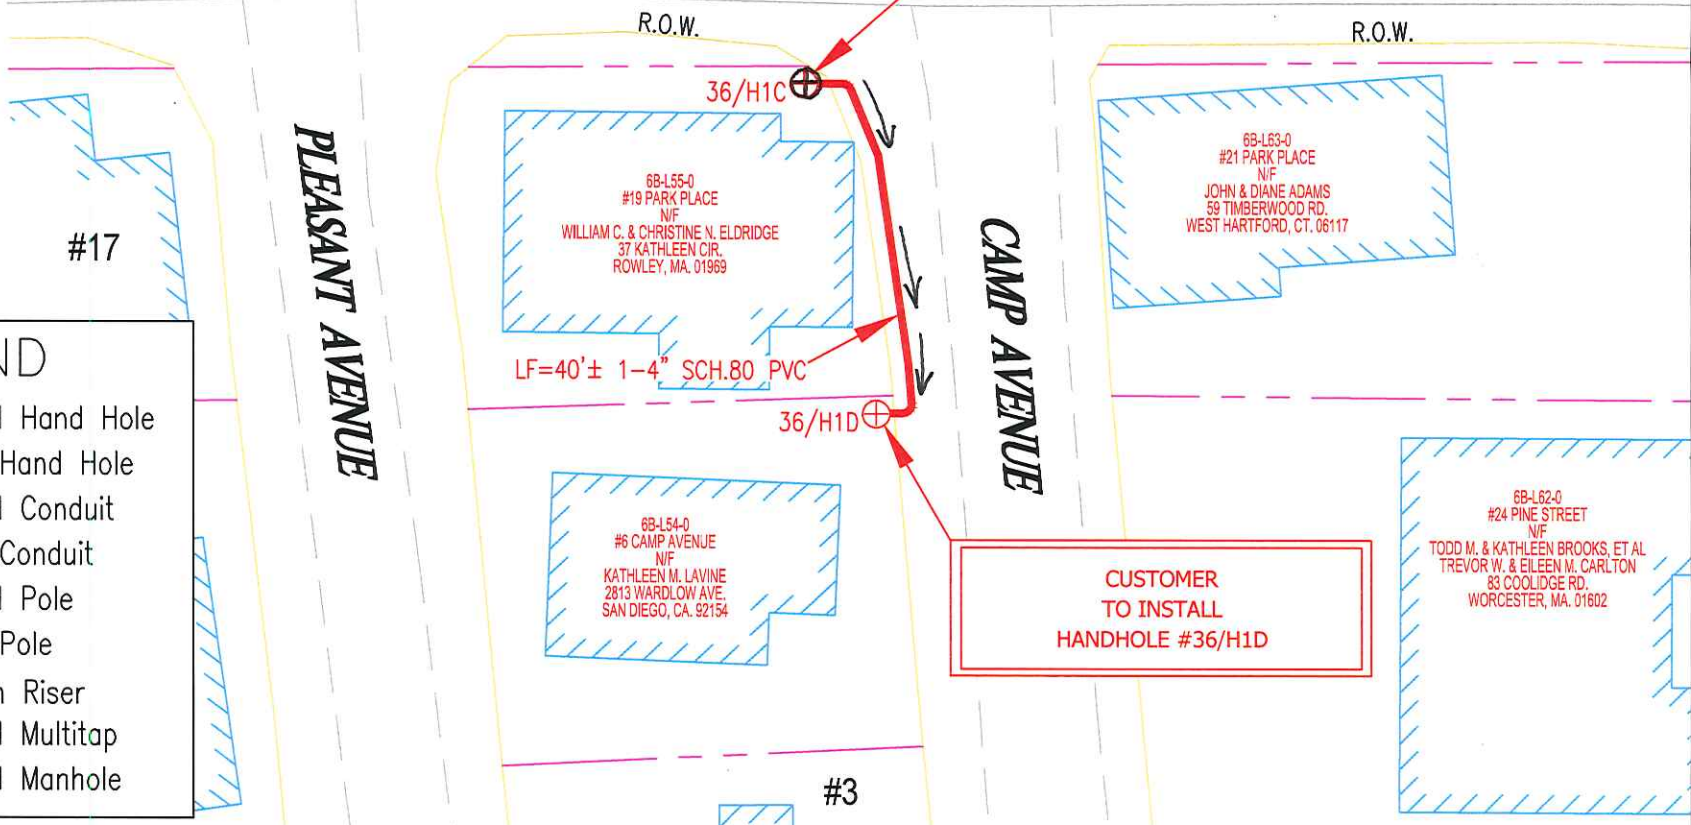 R.O.W.
R.O.W.
36/H1C
PLEASANT AVENUE
#17
6B-L55-0
#19 PARK PLACE
N/F
WILLIAM C. & CHRISTINE N. ELDRIDGE
37 KATHLEEN CIR.
ROWLEY, MA. 01969
CAMP AVENUE
6B-L63-0
#21 PARK PLACE
N/F
JOHN & DIANE ADAMS
59 TIMBERWOOD RD.
WEST HARTFORD, CT. 06117
LF=40'± 1-4" SCH.80 PVC
36/H1D
Hand Hole
Hand Hole
Conduit
Conduit
Pole
Pole
Riser
Multitap
Manhole
6B-L54-0
#6 CAMP AVENUE
N/F
KATHLEEN M. LAVINE
2813 WARDLOW AVE.
SAN DIEGO, CA. 92154
CUSTOMER
TO INSTALL
HANDHOLE #36/H1D
6B-L62-0
#24 PINE STREET
N/F
TODD M. & KATHLEEN BROOKS, ET AL
TREVOR W. & EILEEN M. CARLTON
83 COOLIDGE RD.
WORCESTER, MA. 01602
#3